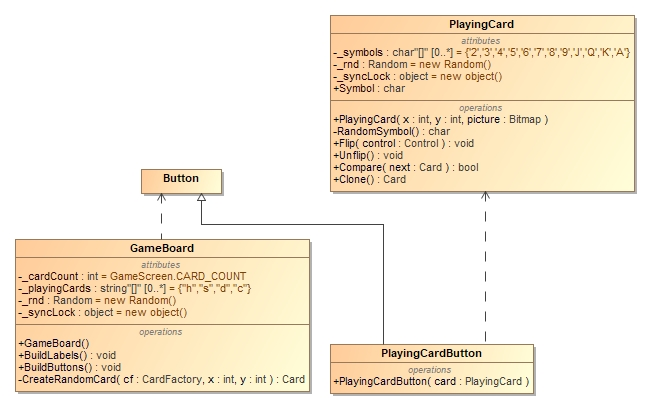 PlayingCard
attributes
-_symbols : char"[]" [0..*] = {'2','3','4','5','6','7','8','9','J','Q','K','A'}
-_rnd : Random = new Random()
-_syncLock : object = new object()
+Symbol : char
operations
+PlayingCard( x : int, y : int, picture : Bitmap )
-RandomSymbol() : char
+Flip( control : Control ) : void
+Unflip() : void
+Compare( next : Card ) : bool
+Clone() : Card
Button
GameBoard
attributes
-_cardCount : int = GameScreen.CARD_COUNT
-_playingCards : string"[]" [0..*] = {"h","s","d","c"}
-_rnd : Random = new Random()
-_syncLock : object = new object()
operations
+GameBoard()
+BuildLabels() : void
+BuildButtons() : void
-CreateRandomCard( cf : CardFactory, x : int, y : int ) : Card
PlayingCardButton
operations
+PlayingCardButton( card : PlayingCard )